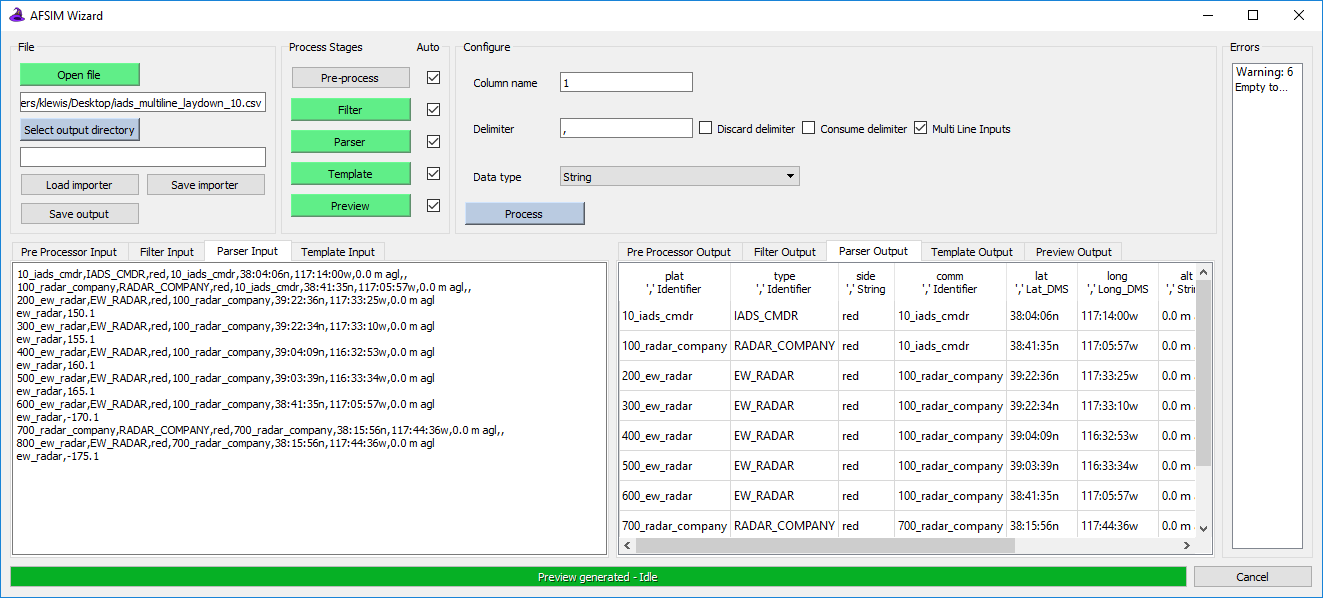 AFSIM Wizard
File
Open file
ers/klewis/Desktop/iads_multiline_laydown_10.csv
Select output directory
Load importer Save importer
Save output
Process Stages Auto
Pre-process
Filter
Parser
Template
Preview
Configure
Column name 1
Delimiter , Discard delimiter Consume delimiter Multi Line Inputs
Data type String
Process
Errors
Warning: 6
Empty to...
Pre Processor Input Filter Input Parser Input Template Input
10_iads_cmdr,IADS_CMDR,red,10_iads_cmdr,38:04:06n,117:14:00w,0.0 m agl,,
100_radar_company,RADAR_COMPANY,red,10_iads_cmdr,38:41:35n,117:05:57w,0.0 m agl,,
200_ew_radar,EW_RADAR,red,100_radar_company,39:22:36n,117:33:25w,0.0 m agl
ew_radar,150.1
300_ew_radar,EW_RADAR,red,100_radar_company,39:22:34n,117:33:10w,0.0 m agl
ew_radar,155.1
400_ew_radar,EW_RADAR,red,100_radar_company,39:04:09n,116:32:53w,0.0 m agl
ew_radar,160.1
500_ew_radar,EW_RADAR,red,100_radar_company,39:03:39n,116:33:34w,0.0 m agl
ew_radar,165.1
600_ew_radar,EW_RADAR,red,100_radar_company,38:41:35n,117:05:57w,0.0 m agl
ew_radar,-170.1
700_radar_company,RADAR_COMPANY,red,700_radar_company,38:15:56n,117:44:36w,0.0 m agl,,
800_ew_radar,EW_RADAR,red,700_radar_company,38:15:56n,117:44:36w,0.0 m agl
ew_radar,-175.1
Pre Processor Output Filter Output Parser Output Template Output Preview Output
plat type side comm lat long alt
',' Identifier ',' Identifier ',' String ',' Identifier ',' Lat_DMS ',' Long_DMS ',' Stri
10_iads_cmdr IADS_CMDR red 10_iads_cmdr 38:04:06n 117:14:00w 0.0 m
100_radar_company RADAR_COMPANY red 10_iads_cmdr 38:41:35n 117:05:57w 0.0 m
200_ew_radar EW_RADAR red 100_radar_company 39:22:36n 117:33:25w 0.0 m
300_ew_radar EW_RADAR red 100_radar_company 39:22:34n 117:33:10w 0.0 m
400_ew_radar EW_RADAR red 100_radar_company 39:04:09n 116:32:53w 0.0 m
500_ew_radar EW_RADAR red 100_radar_company 39:03:39n 116:33:34w 0.0 m
600_ew_radar EW_RADAR red 100_radar_company 38:41:35n 117:05:57w 0.0 m
700_radar_company RADAR_COMPANY red 700_radar_company 38:15:56n 117:44:36w 0.0 m
Preview generated - Idle
Cancel